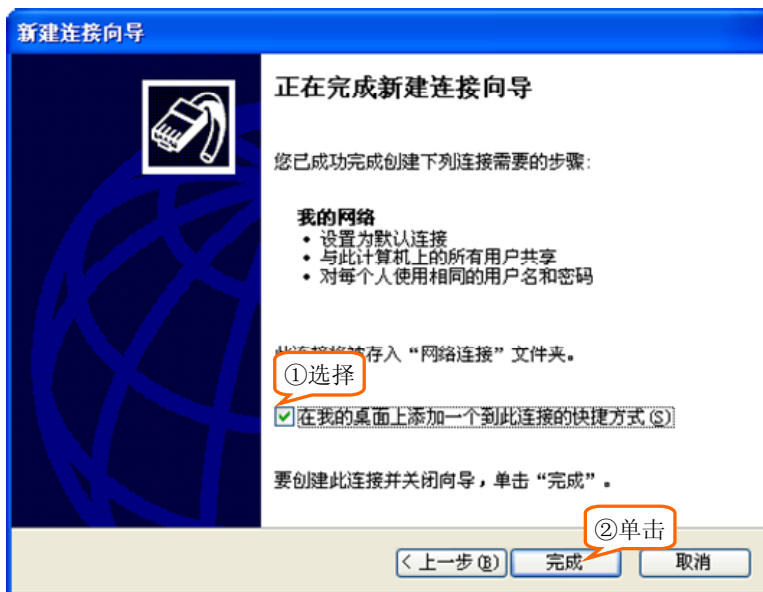 新建连接向导
正在完成新建连接向导
您已成功完成创建下列连接需要的步骤:
我的网络
• 设置为默认连接
• 与此计算机上的所有用户共享
• 对每个人使用相同的用户名和密码
存入“网络连接”文件夹。
①选择
在我的桌面上添加一个到此连接的快捷方式(S)
要创建此连接并关闭向导,单击“完成”。
②单击
< 上一步(B)
完成
取消